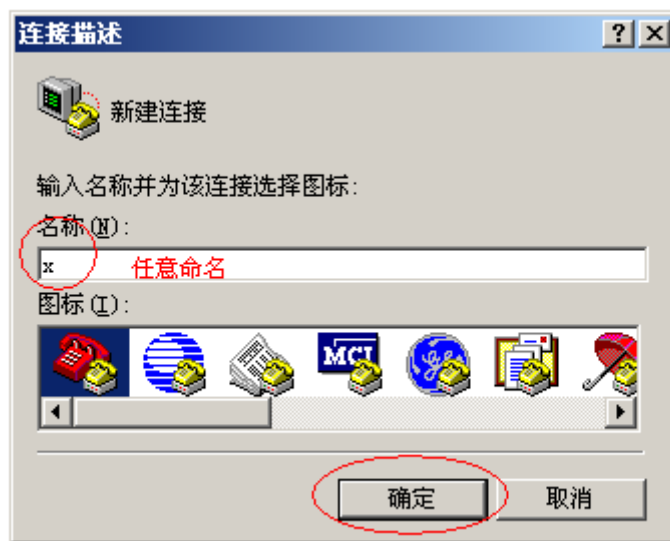 连接描述
新建连接
输入名称并为该连接选择图标:
名称(N):
x 任意命名
图标(I):
MCI
确定 取消